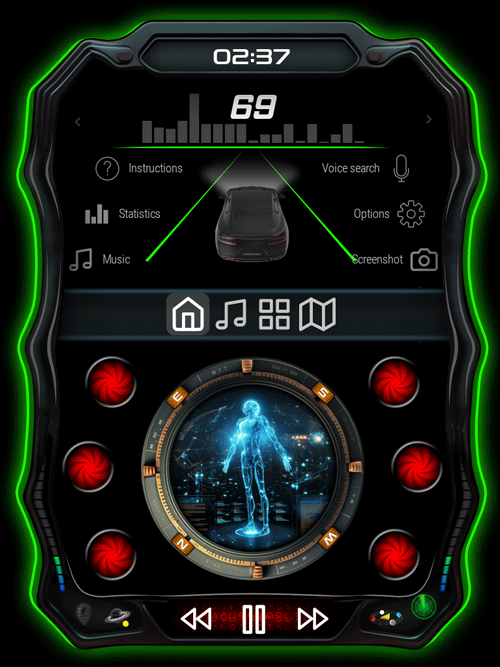 02:37
69
Instructions
Voice search
Statistics
Options
Music
Screenshot
E
S
N
W